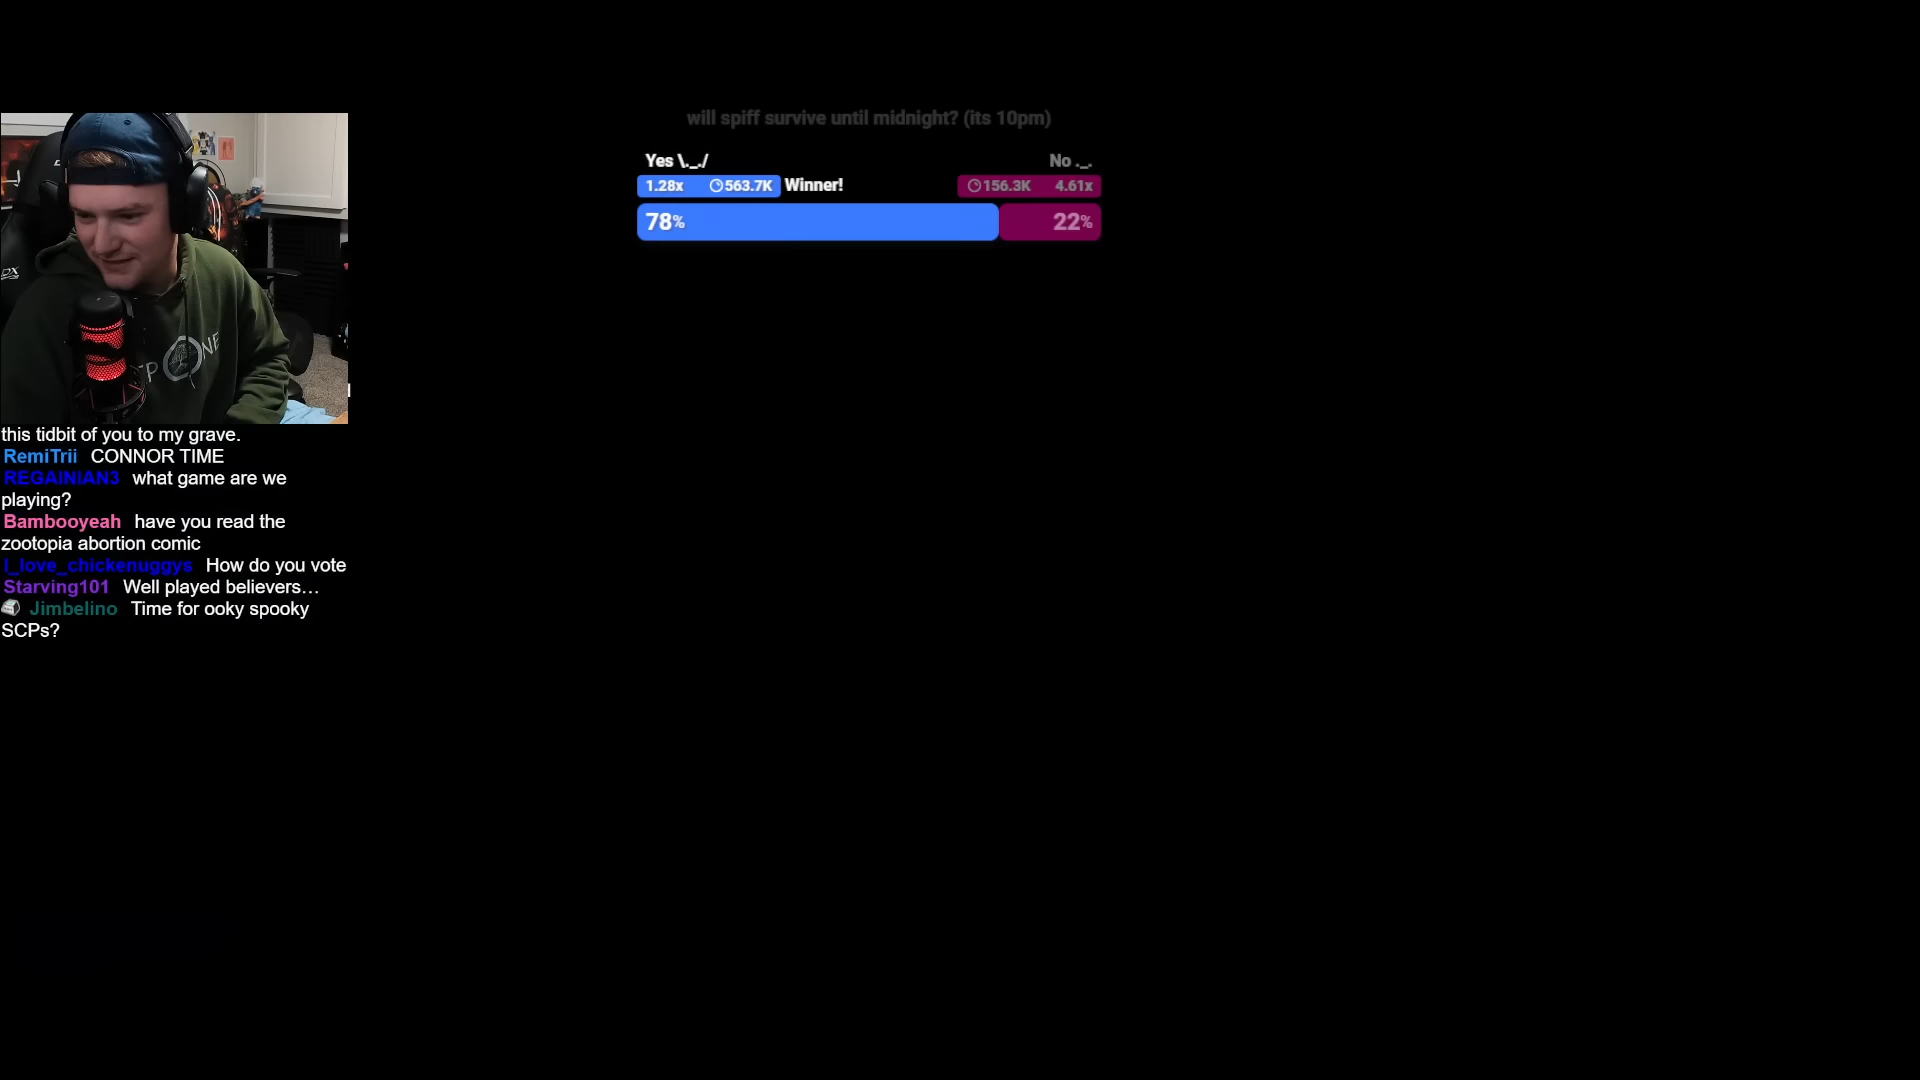 will spiff survive until midnight? (its 10pm)
Yes \._./
No ._.
1.28x 563.7K Winner!
156.3K 4.61x
78%
22%
this tidbit of you to my grave.
RemiTrii CONNOR TIME
REGAINIAN3 what game are we
playing?
Bambooyeah have you read the
zootopia abortion comic
I_love_chickenuggys How do you vote
Starving101 Well played believers…
Jimbelino Time for ooky spooky
SCPs?